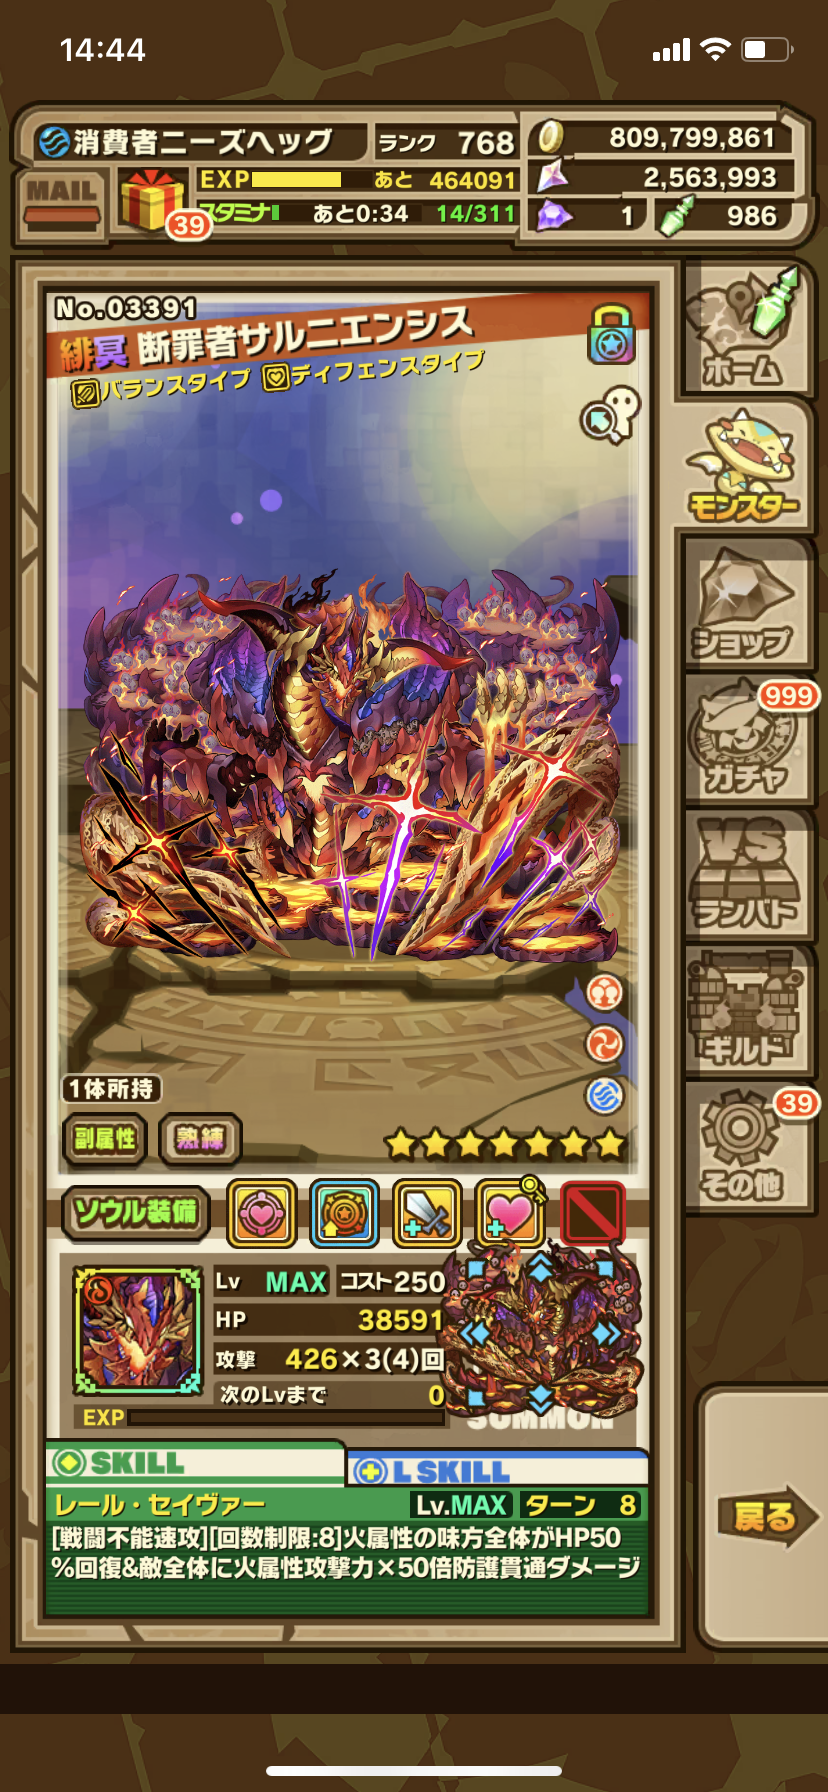 14:44
消費者ニーズヘッグ
ランク 768
809,799,861
MAIL
EXP あと 464091
2,563,993
39
スタミナ あと0:34 14/311
1
986
No.03391
緋冥 断罪者サルニエンシス
バランスタイプ ディフェンスタイプ
ホーム
モンスター
ショップ
999
ガチャ
VS
ランバト
ギルド
39
その他
1体所持
副属性
熟練
ソウル装備
Lv MAX コスト250
HP 38591
攻撃 426×3(4)回
次のLvまで 0
EXP
SUMMON
SKILL
L SKILL
レール・セイヴァー Lv.MAX ターン 8
[戦闘不能速攻][回数制限:8]火属性の味方全体がHP50
%回復&敵全体に火属性攻撃力×50倍防護貫通ダメージ
戻る